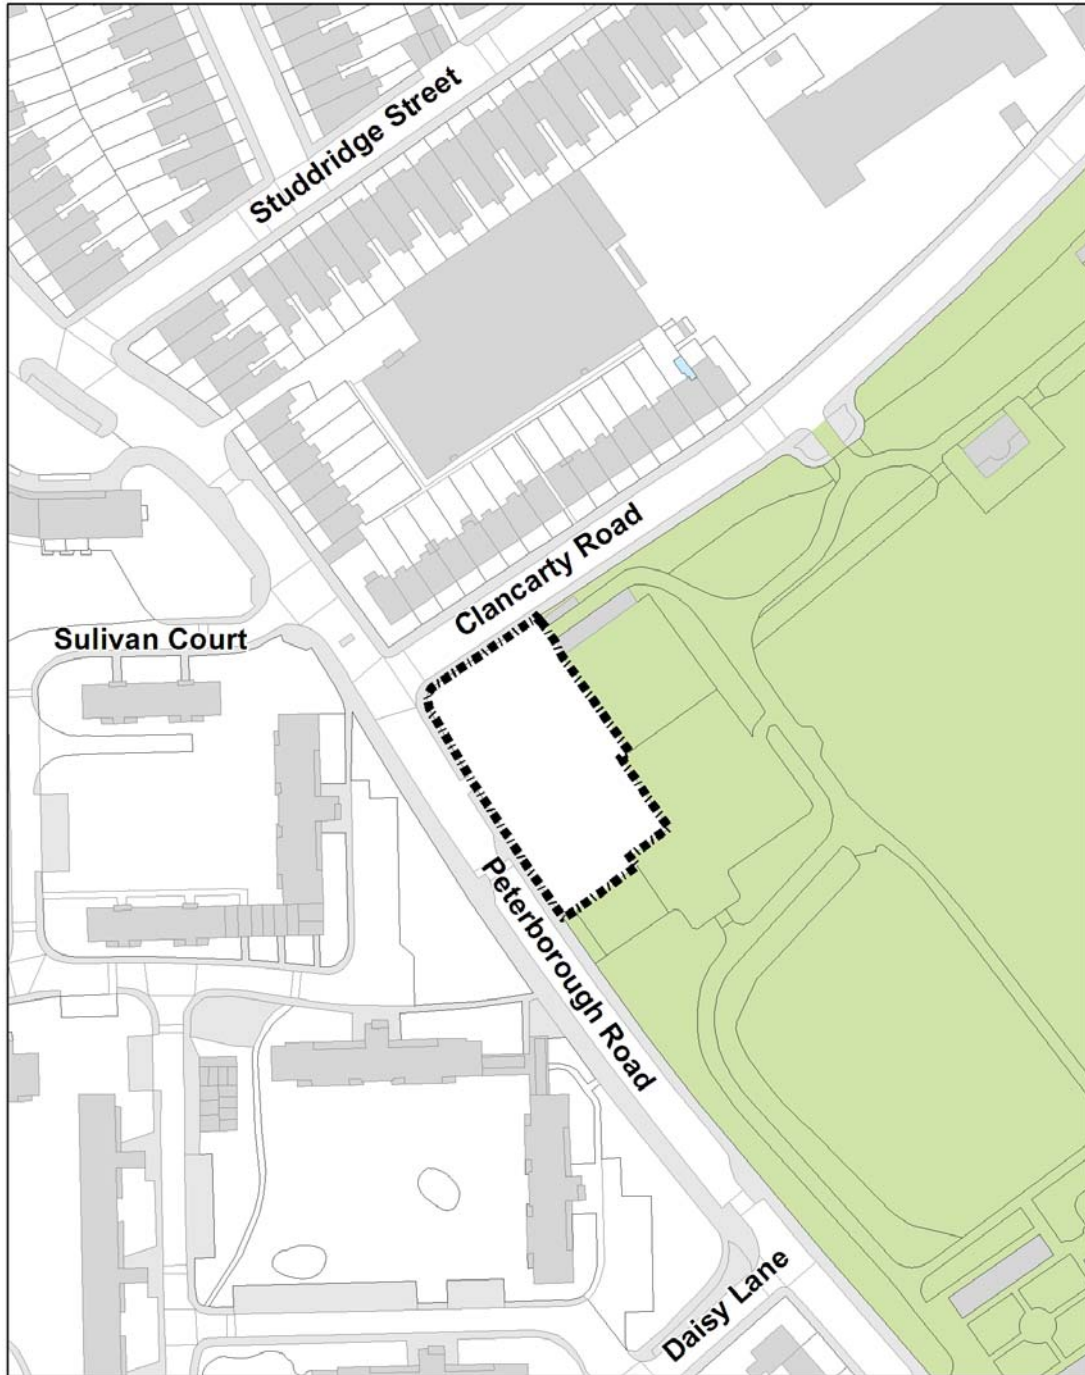 Studdridge Street
Clancarty Road
Sulivan Court
Peterborough Road
Daisy Lane